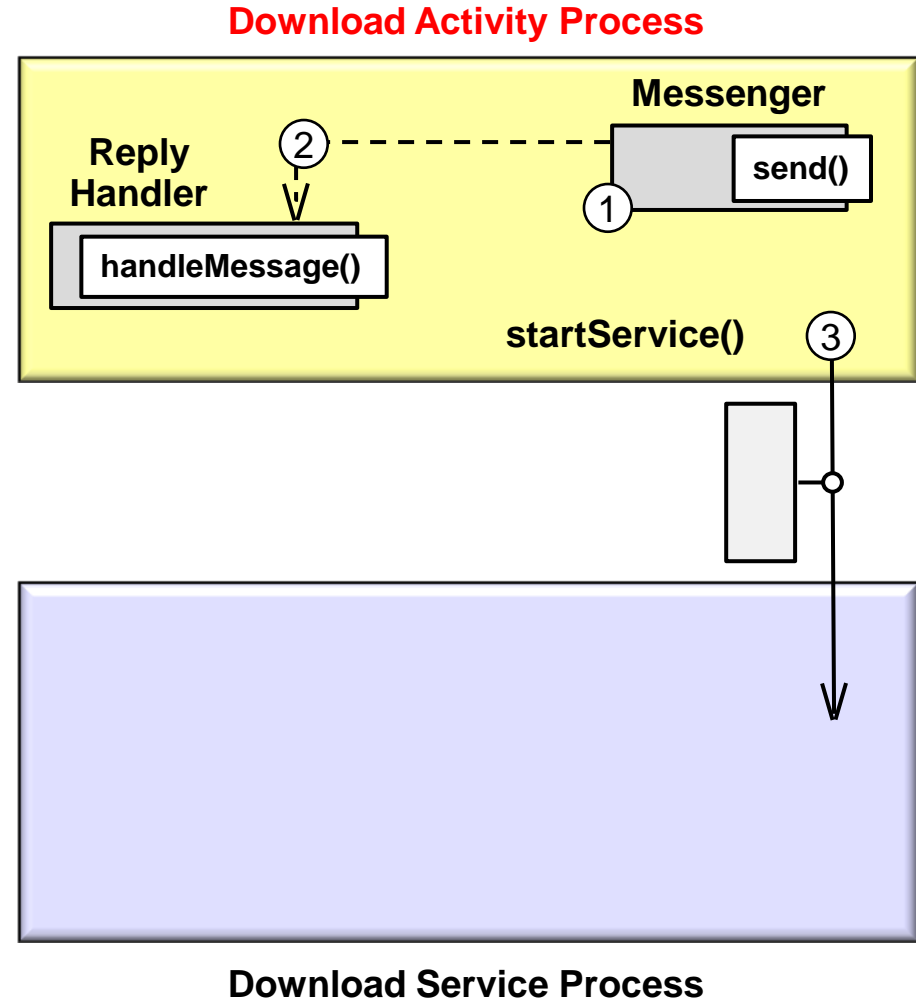 Download Activity Process
Messenger
send()
1
2
Reply
Handler
handleMessage()
startService()
3
Download Service Process